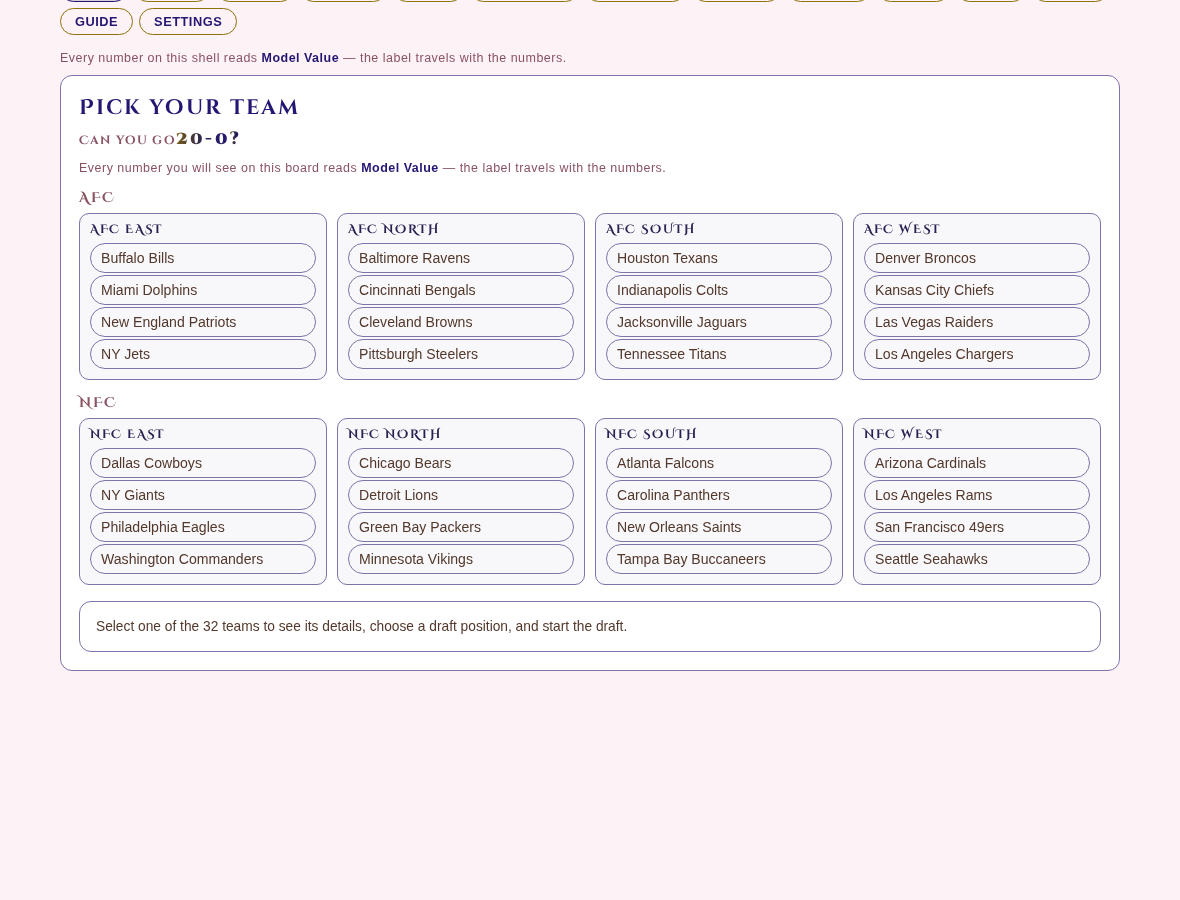 GUIDE SETTINGS
Every number on this shell reads Model Value — the label travels with the numbers.
PICK YOUR TEAM
CAN YOU GO 20-0?
Every number you will see on this board reads Model Value — the label travels with the numbers.
AFC
AFC EAST
Buffalo Bills
Miami Dolphins
New England Patriots
NY Jets
AFC NORTH
Baltimore Ravens
Cincinnati Bengals
Cleveland Browns
Pittsburgh Steelers
AFC SOUTH
Houston Texans
Indianapolis Colts
Jacksonville Jaguars
Tennessee Titans
AFC WEST
Denver Broncos
Kansas City Chiefs
Las Vegas Raiders
Los Angeles Chargers
NFC
NFC EAST
Dallas Cowboys
NY Giants
Philadelphia Eagles
Washington Commanders
NFC NORTH
Chicago Bears
Detroit Lions
Green Bay Packers
Minnesota Vikings
NFC SOUTH
Atlanta Falcons
Carolina Panthers
New Orleans Saints
Tampa Bay Buccaneers
NFC WEST
Arizona Cardinals
Los Angeles Rams
San Francisco 49ers
Seattle Seahawks
Select one of the 32 teams to see its details, choose a draft position, and start the draft.